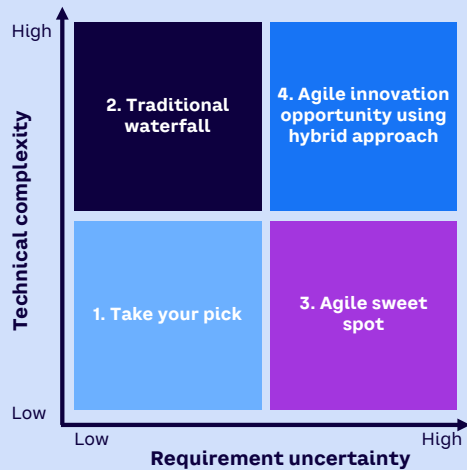 High
Technical complexity
2. Traditional
waterfall
4. Agile innovation
opportunity using
hybrid approach
1. Take your pick
3. Agile sweet
spot
Low
Low
High
Requirement uncertainty